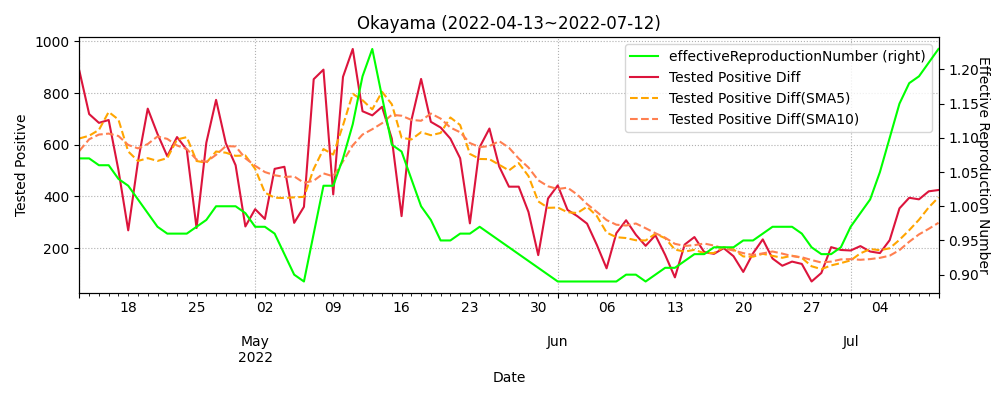 Okayama (2022-04-13~2022-07-12)
Tested Positive
1000
800
600
400
200
effectiveReproductionNumber (right)
Tested Positive Diff
Tested Positive Diff(SMA5)
Tested Positive Diff(SMA10)
1.20
1.15
1.10
1.05
1.00
0.95
0.90
Effective Reproduction Number
18 25 02 09 16 23 30 06 13 20 27 04
May Jun Jul
2022
Date